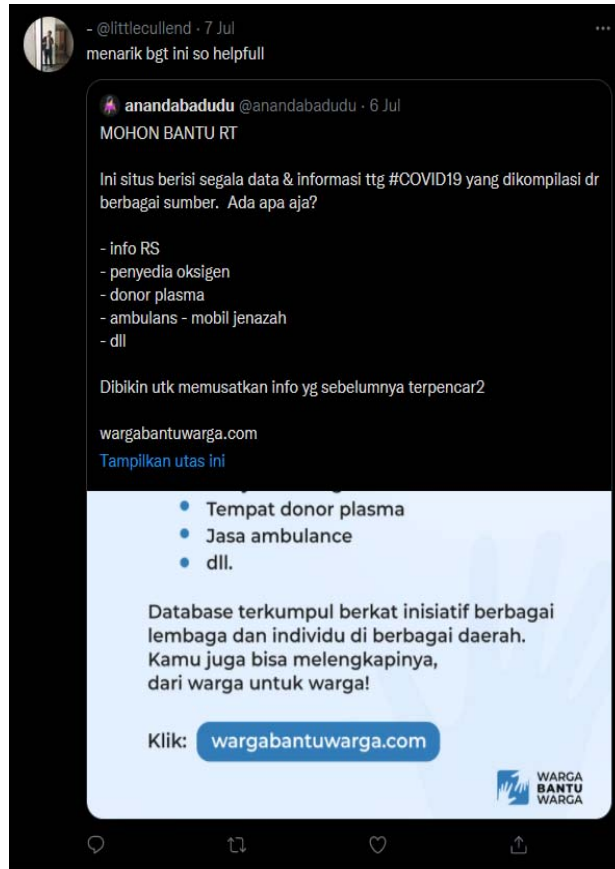 - @littlecullend · 7 Jul
menarik bgt ini so helpfull
anandabadudu @anandabadudu · 6 Jul
MOHON BANTU RT
Ini situs berisi segala data & informasi ttg #COVID19 yang dikompilasi dr
berbagai sumber.  Ada apa aja?
- info RS
- penyedia oksigen
- donor plasma
- ambulans - mobil jenazah
- dll
Dibikin utk memusatkan info yg sebelumnya terpencar2
wargabantuwarga.com
Tampilkan utas ini
• Tempat donor plasma
• Jasa ambulance
• dll.
Database terkumpul berkat inisiatif berbagai
lembaga dan individu di berbagai daerah.
Kamu juga bisa melengkapinya,
dari warga untuk warga!
Klik: wargabantuwarga.com
WARGA
BANTU
WARGA